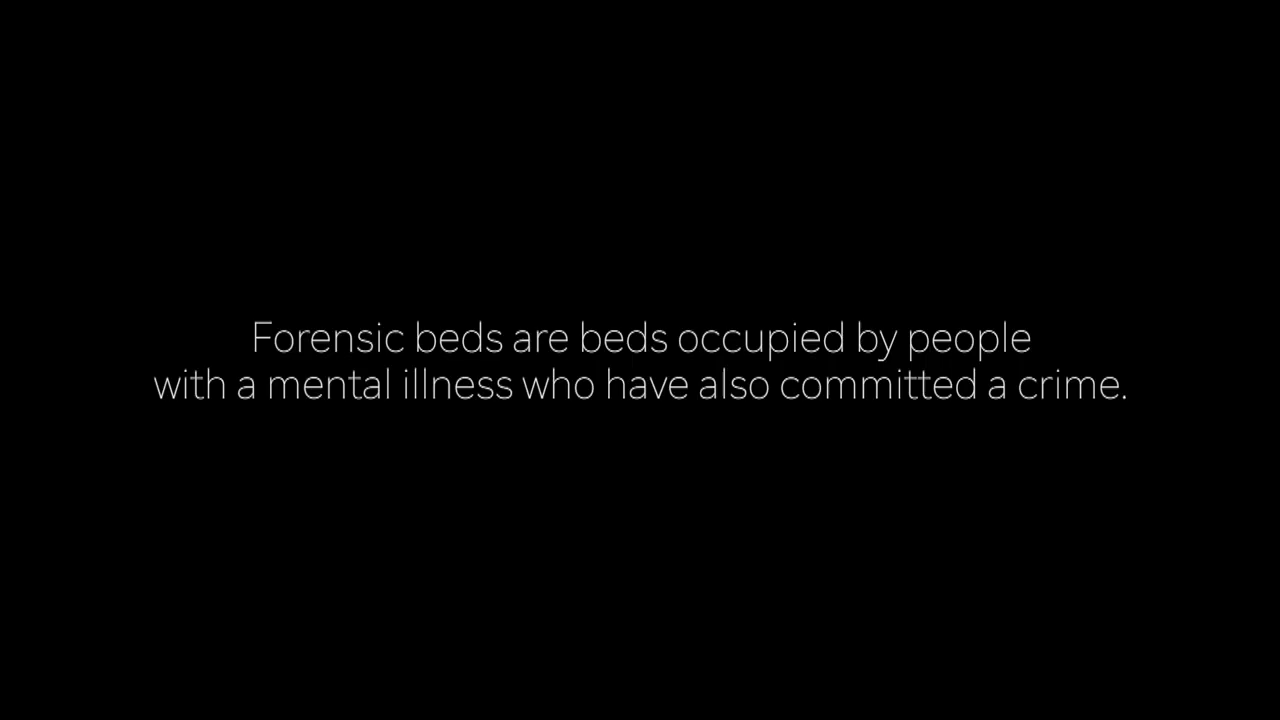 Forensic beds are beds occupied by people
with a mental illness who have also committed a crime.